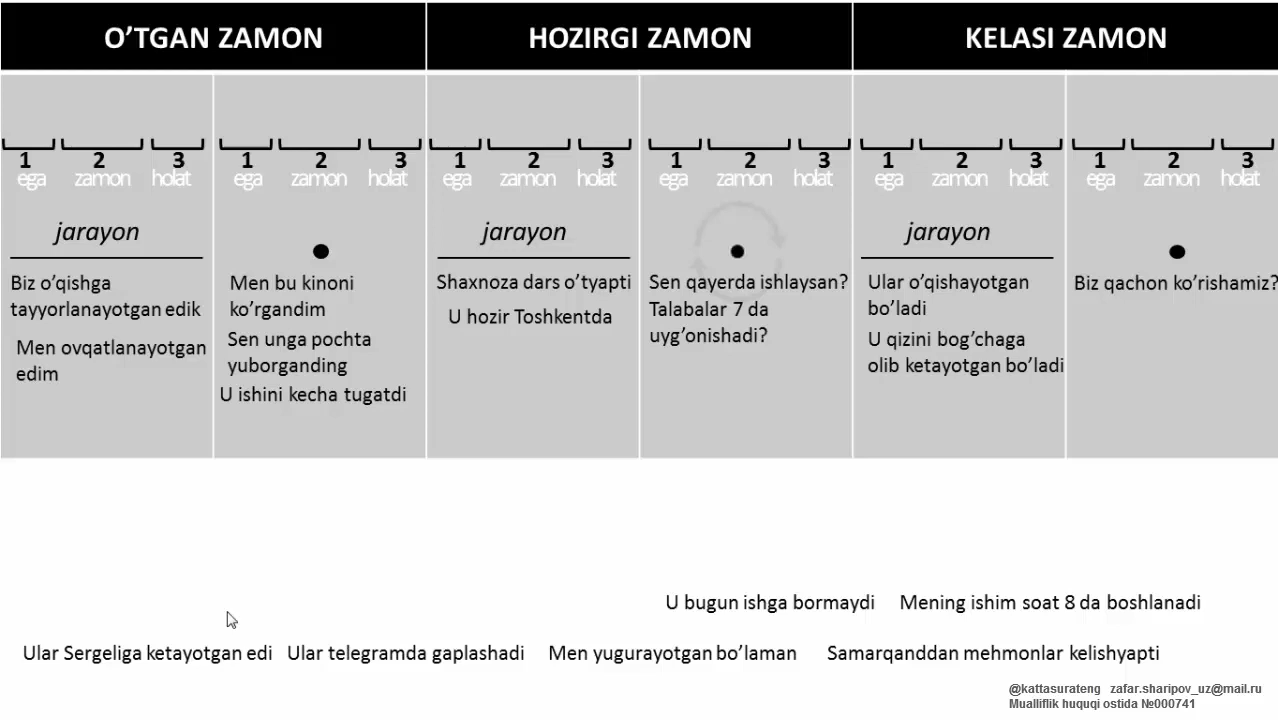 O’TGAN ZAMON
HOZIRGI ZAMON
KELASI ZAMON
1 2 3 1 2 3 1 2 3 1 2 3 1 2 3 1 2 3
ega zamon holat ega zamon holat ega zamon holat ega zamon holat ega zamon holat ega zamon holat
jarayon
Biz o’qishga
tayyorlanayotgan edik
Men ovqatlanayotgan
edim
Men bu kinoni
ko’rgandim
Sen unga pochta
yuborganding
U ishini kecha tugatdi
jarayon
Shaxnoza dars o’tyapti
U hozir Toshkentda
Sen qayerda ishlaysan?
Talabalar 7 da
uyg’onishadi?
jarayon
Ular o’qishayotgan
bo’ladi
U qizini bog’chaga
olib ketayotgan bo’ladi
Biz qachon ko’rishamiz?
U bugun ishga bormaydi
Mening ishim soat 8 da boshlanadi
Ular Sergeliga ketayotgan edi
Ular telegramda gaplashadi
Men yugurayotgan bo’laman
Samarqanddan mehmonlar kelishyapti
@kattasurateng zafar.sharipov_uz@mail.ru
Mualliflik huquqi ostida №000741